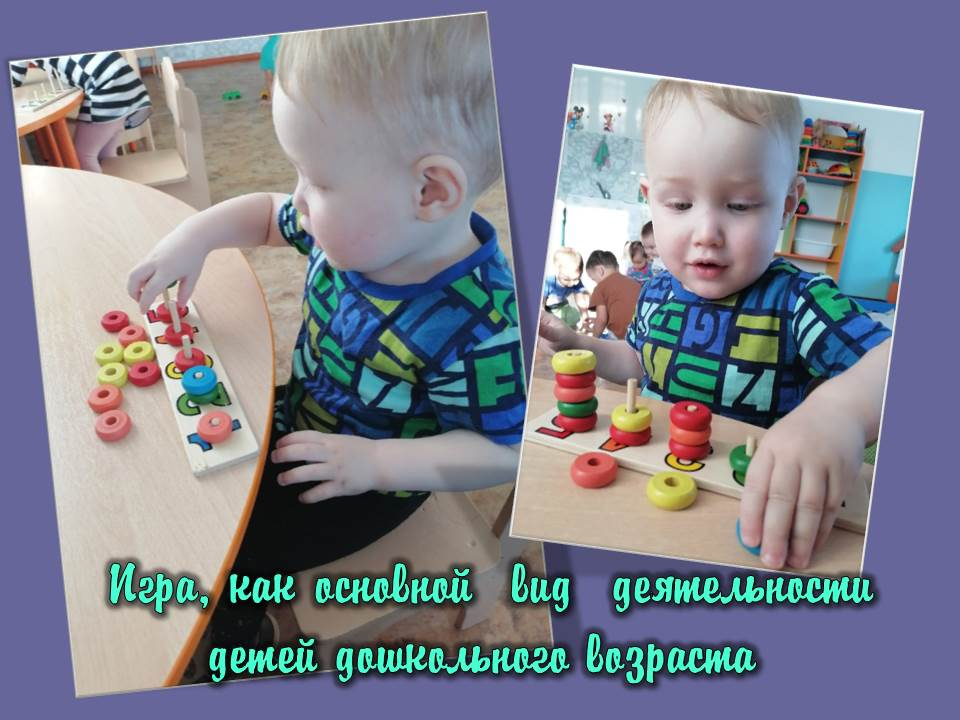 Игра, как основной вид деятельности
детей дошкольного возраста